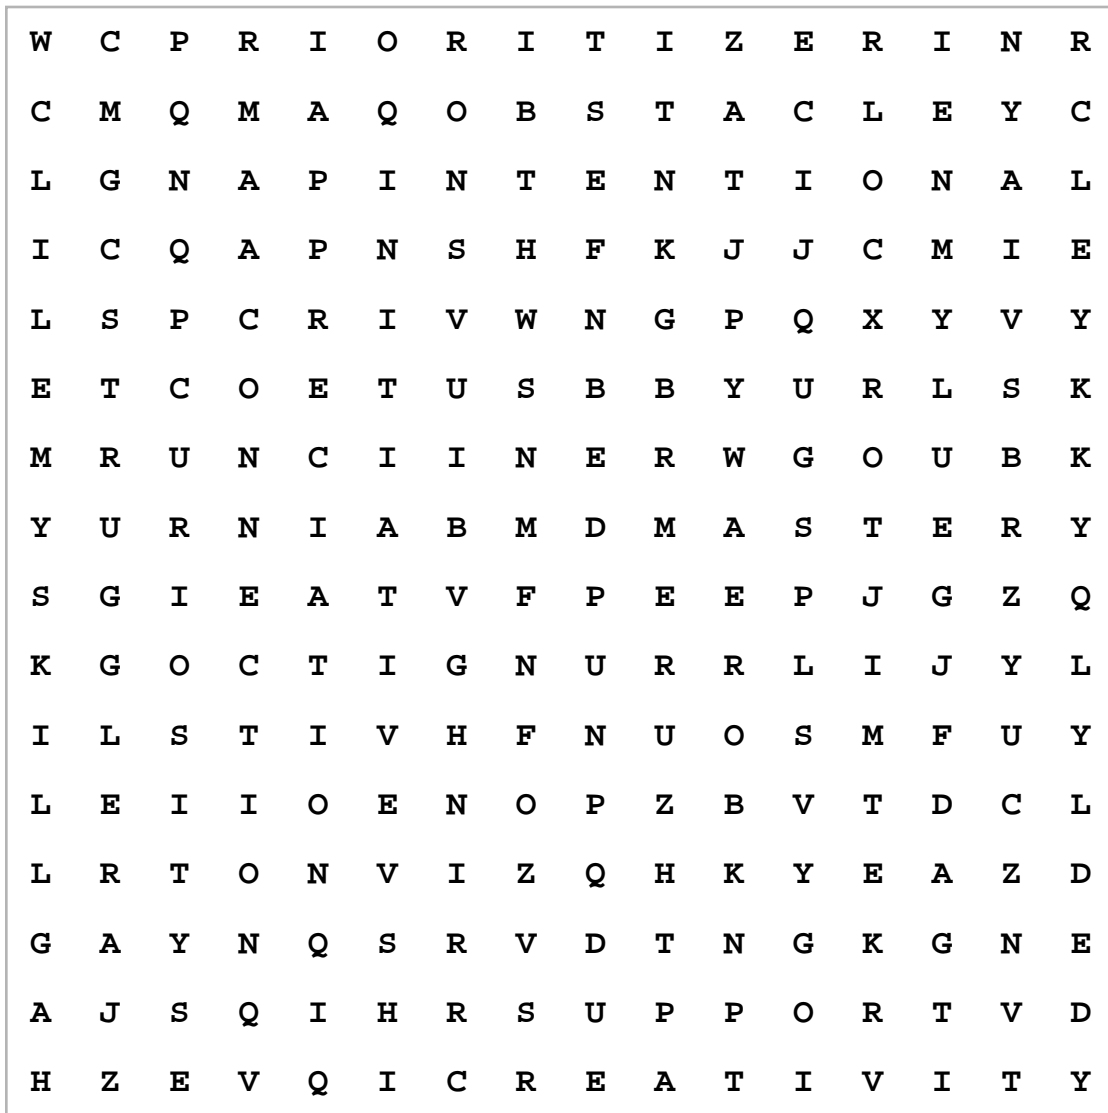 W C P R I O R I T I Z E R I N R
C M Q M A Q O B S T A C L E Y C
L G N A P I N T E N T I O N A L
I C Q A P N S H F K J J C M I E
L S P C R I V W N G P Q X Y V Y
E T C O E T U S B B Y U R L S K
M R U N C I I N E R W G O U B K
Y U R N I A B M D M A S T E R Y
S G I E A T V F P E E P J G Z Q
K G O C T I G N U R R L I J Y L
I L S T I V H F N U O S M F U Y
L E I I O E N O P Z B V T D C L
L R T O N V I Z Q H K Y E A Z D
G A Y N Q S R V D T N G K G N E
A J S Q I H R S U P P O R T V D
H Z E V Q I C R E A T I V I T Y